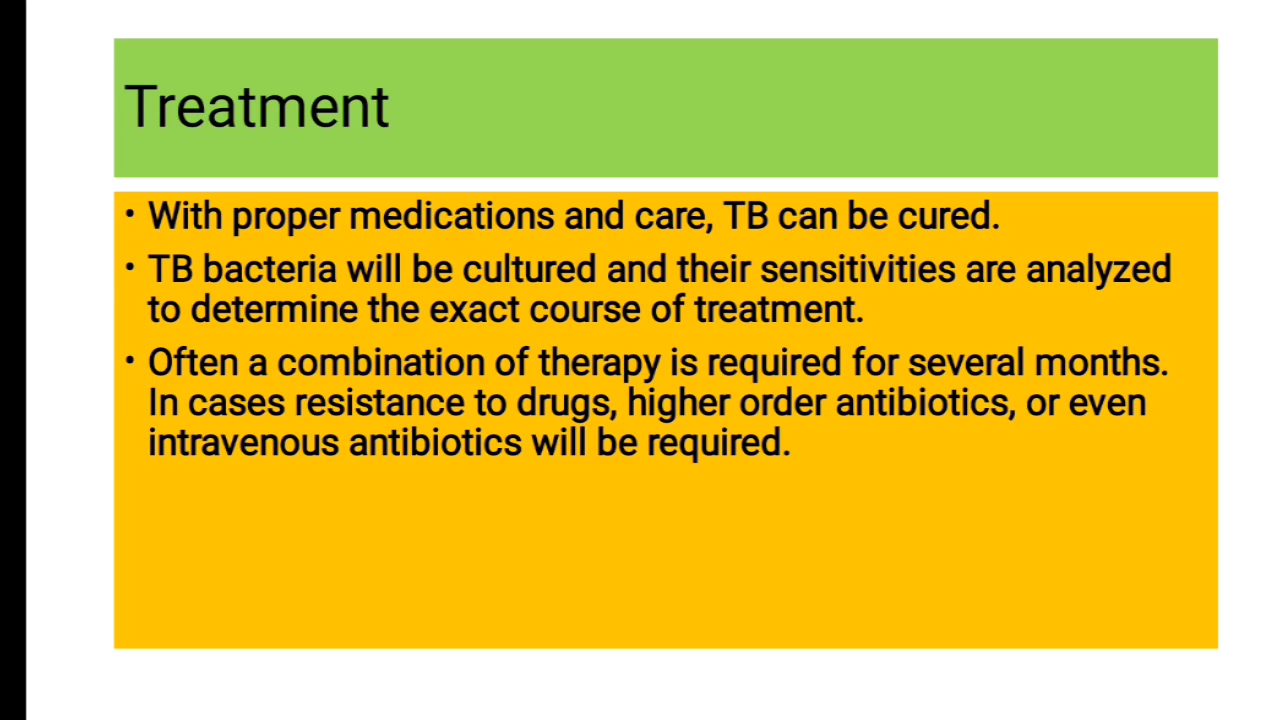 Treatment
• With proper medications and care, TB can be cured.
• TB bacteria will be cultured and their sensitivities are analyzed
to determine the exact course of treatment.
• Often a combination of therapy is required for several months.
In cases resistance to drugs, higher order antibiotics, or even
intravenous antibiotics will be required.